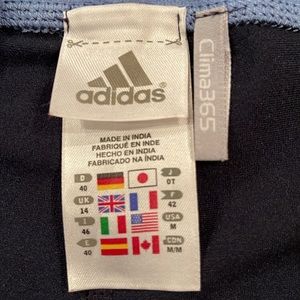 adidas
Clima365
MADE IN INDIA
FABRIQUÉ EN INDE
HECHO EN INDIA
FABRICADO NA ÍNDIA
D 40 J OT
UK 14 F 42
I 46 USA M
E 40 CDN M/M